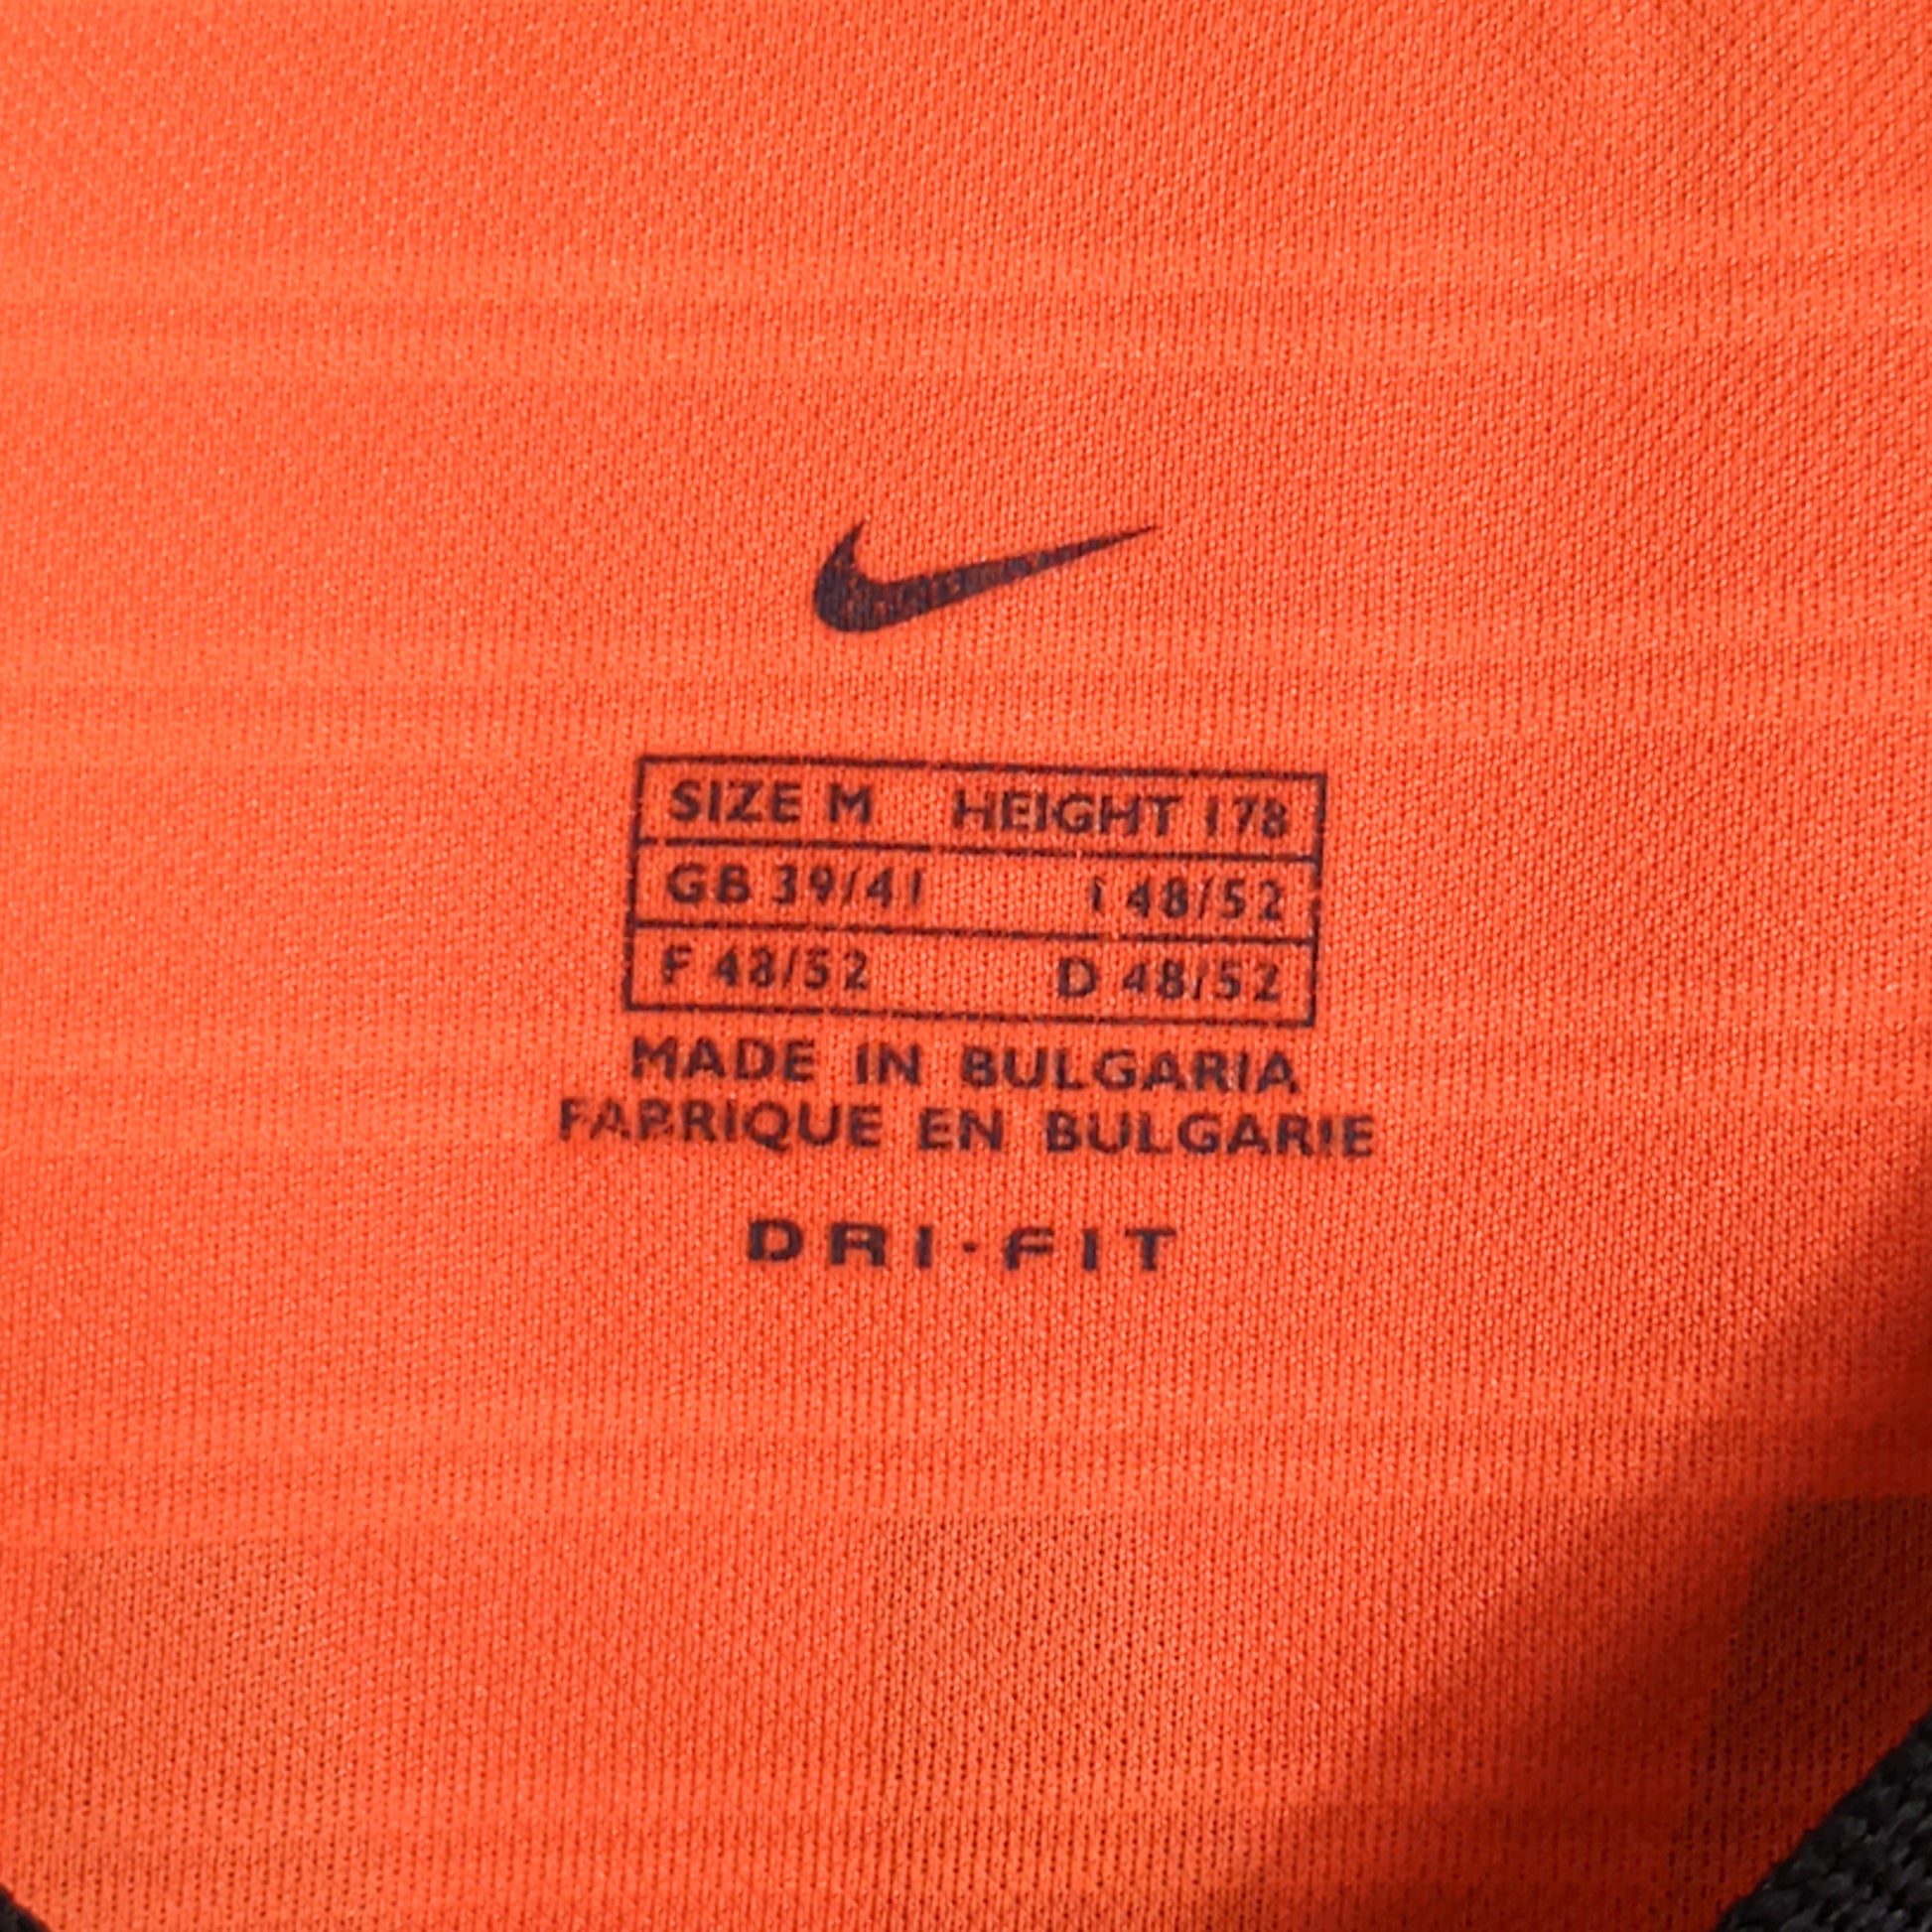 SIZE M HEIGHT 178
GB 39/41 I 48/52
F 48/52 D 48/52
MADE IN BULGARIA
FABRIQUE EN BULGARIE
DRI·FIT